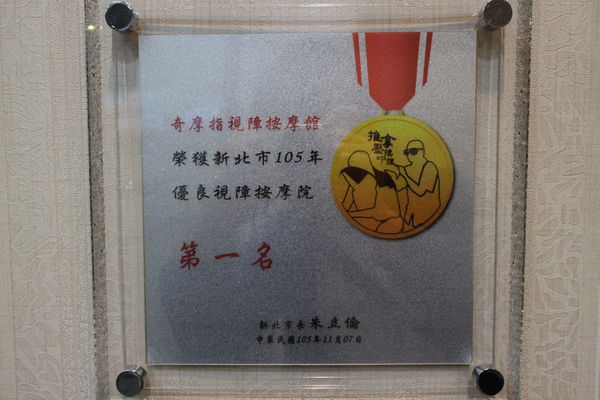 奇摩指視障按摩館
榮獲新北市105年
優良視障按摩院
第一名
新北市長朱立倫
中華民國105年11月07日